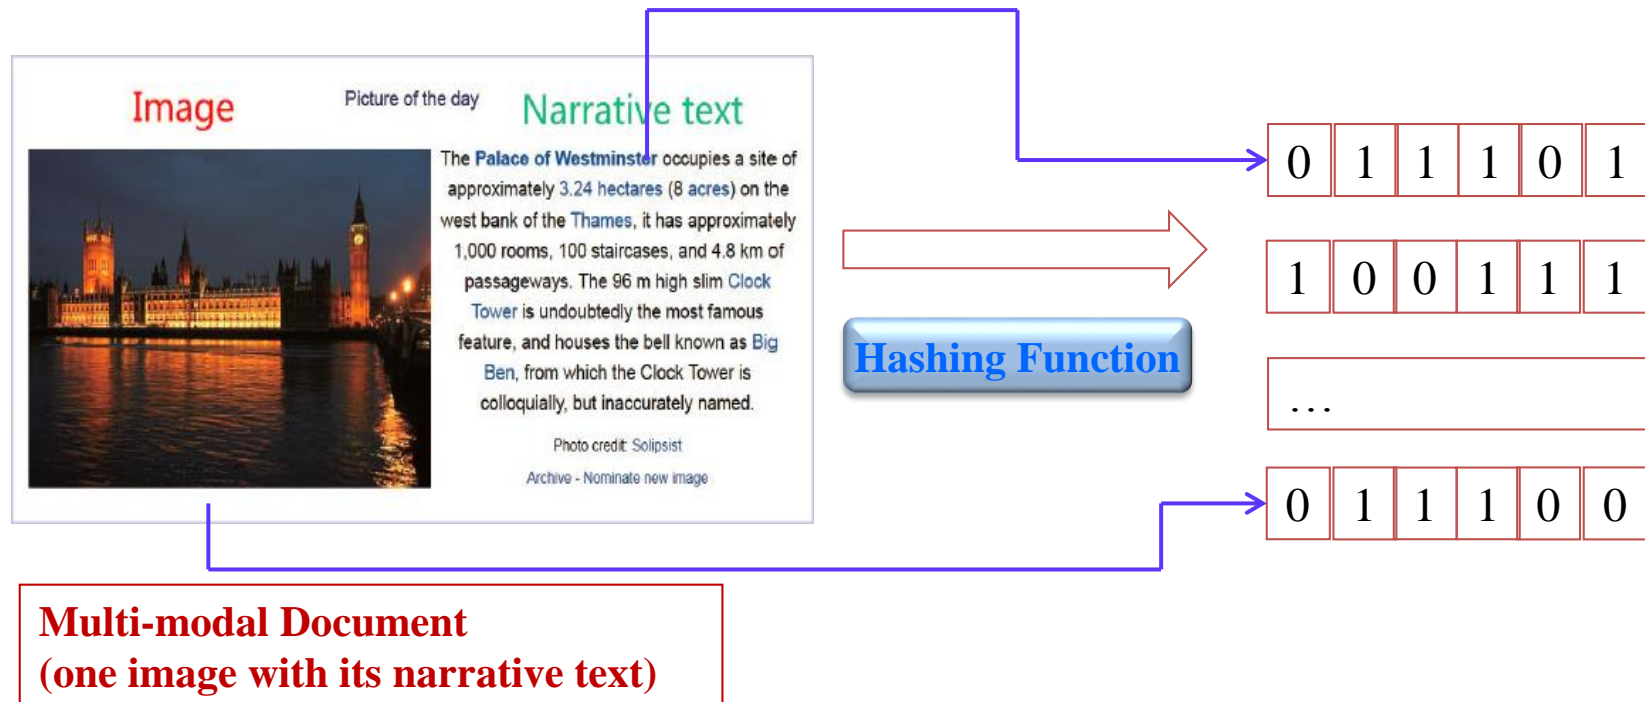 Image
Picture of the day
Narrative text
The Palace of Westminster occupies a site of
approximately 3.24 hectares (8 acres) on the
west bank of the Thames, it has approximately
1,000 rooms, 100 staircases, and 4.8 km of
passageways. The 96 m high slim Clock
Tower is undoubtedly the most famous
feature, and houses the bell known as Big
Ben, from which the Clock Tower is
colloquially, but inaccurately named.
Photo credit: Solipsist
Archive - Nominate new image
Hashing Function
0 1 1 1 0 1
1 0 0 1 1 1
...
0 1 1 1 0 0
Multi-modal Document
(one image with its narrative text)